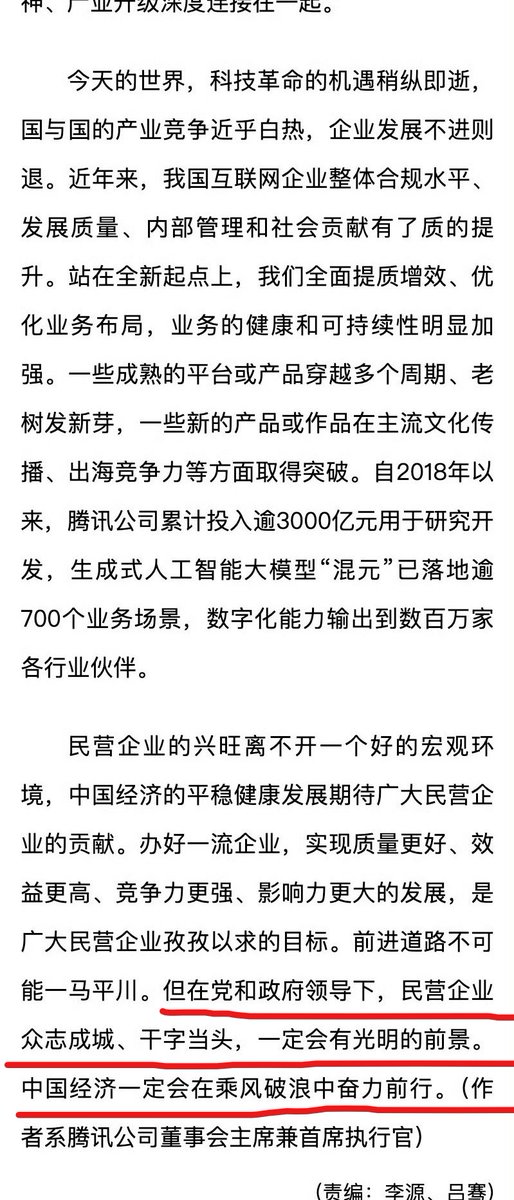 神、产业升级深度连接在一起。
今天的世界，科技革命的机遇稍纵即逝，
国与国的产业竞争近乎白热，企业发展不进则
退。近年来，我国互联网企业整体合规水平、
发展质量、内部管理和社会贡献有了质的提
升。站在全新起点上，我们全面提质增效、优
化业务布局，业务的健康和可持续性明显加
强。一些成熟的平台或产品穿越多个周期、老
树发新芽，一些新的产品或作品在主流文化传
播、出海竞争力等方面取得突破。自2018年以
来，腾讯公司累计投入逾3000亿元用于研究开
发，生成式人工智能大模型“混元”已落地逾
700个业务场景，数字化能力输出到数百万家
各行业伙伴。
民营企业的兴旺离不开一个好的宏观环
境，中国经济的平稳健康发展期待广大民营企
业的贡献。办好一流企业，实现质量更好、效
益更高、竞争力更强、影响力更大的发展，是
广大民营企业孜孜以求的目标。前进道路不可
能一马平川。但在党和政府领导下，民营企业
众志成城、干字当头，一定会有光明的前景。
中国经济一定会在乘风破浪中奋力前行。（作
者系腾讯公司董事会主席兼首席执行官）
(责编：李源、吕骞)